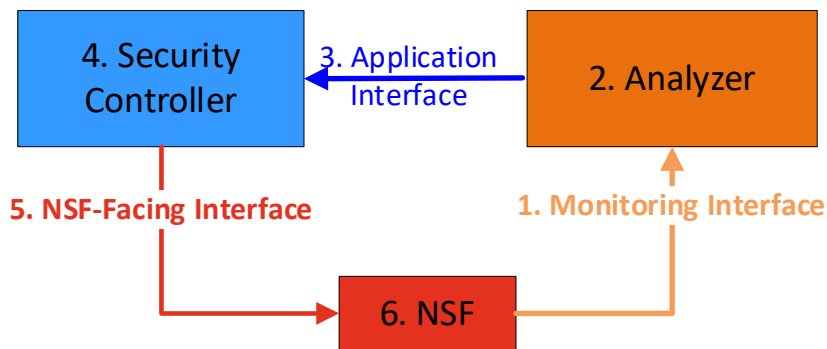 4. Security
Controller
3. Application
Interface
2. Analyzer
5. NSF-Facing Interface
1. Monitoring Interface
6. NSF